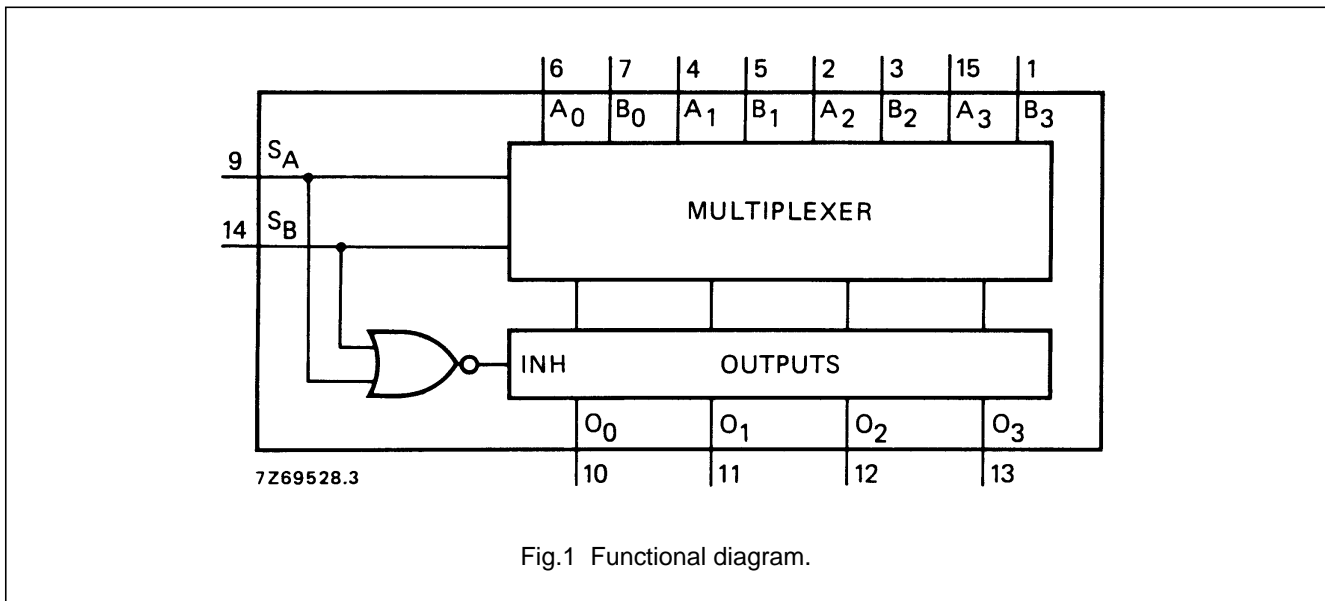 6 7 4 5 2 3 15 1
A0 B0 A1 B1 A2 B2 A3 B3
9 SA
MULTIPLEXER
14 SB
INH OUTPUTS
O0 O1 O2 O3
7Z69528.3 10 11 12 13
Fig.1 Functional diagram.